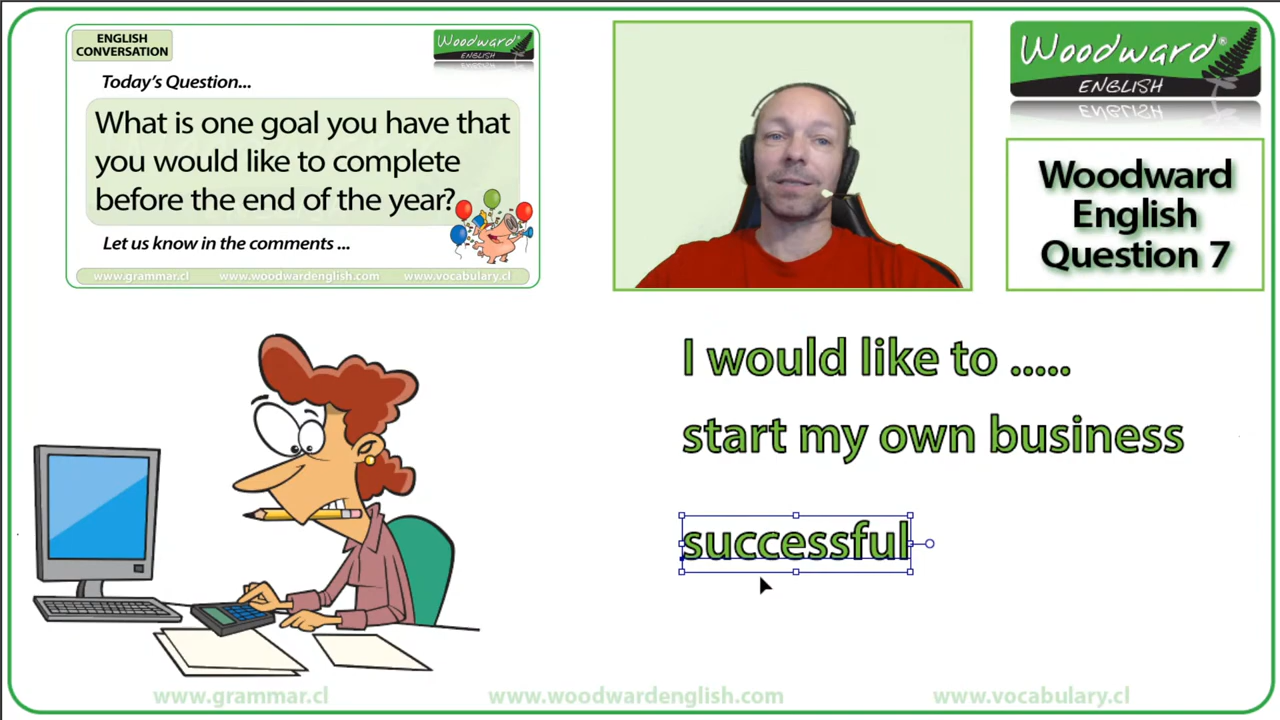 ENGLISH
CONVERSATION
Woodward
ENGLISH
Today's Question...
What is one goal you have that
you would like to complete
before the end of the year?
Let us know in the comments ...
www.grammar.cl www.woodwardenglish.com www.vocabulary.cl
Woodward®
ENGLISH
Woodward
English
Question 7
I would like to .....
start my own business
successful
www.grammar.cl www.woodwardenglish.com www.vocabulary.cl